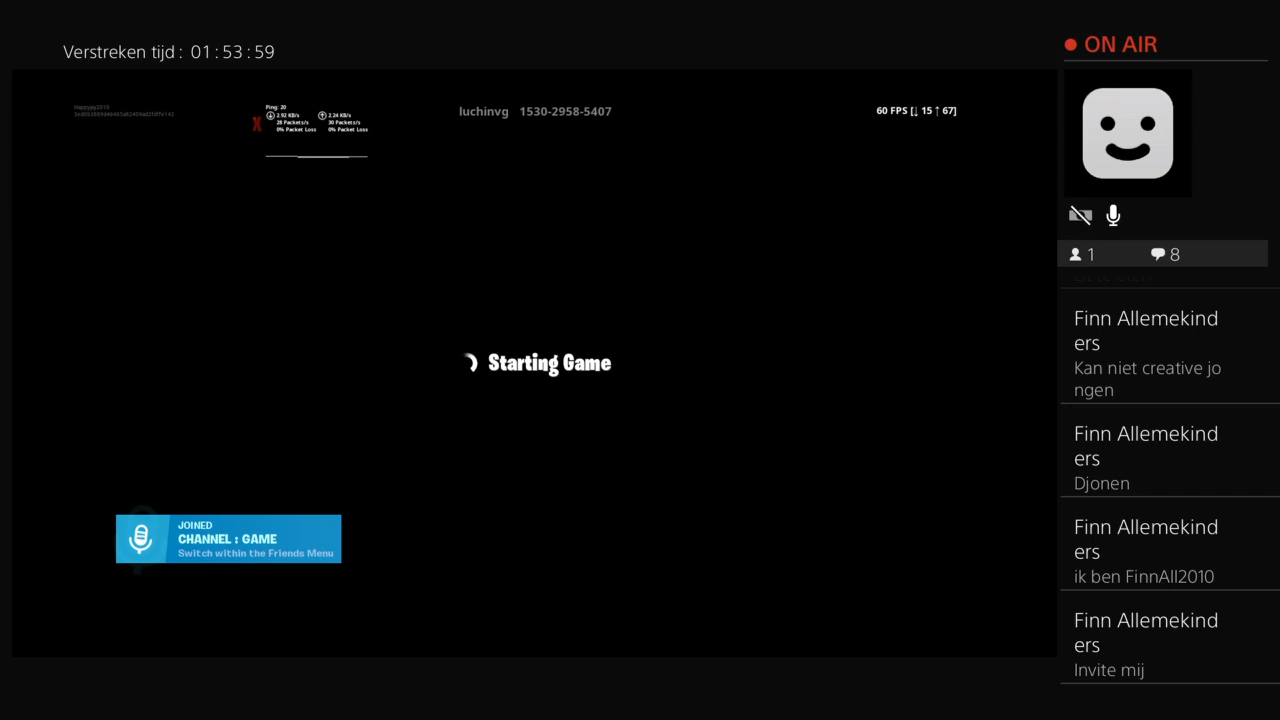 Verstreken tijd : 01 : 53 : 59
ON AIR
Happyjay2010
Ping: 20
2.92 KB/s 2.24 KB/s
28 Packets/s 30 Packets/s
0% Packet Loss 0% Packet Loss
X
luchinvg 1530-2958-5407
60 FPS [↓ 15 ↑ 67]
1 8
Finn Allemekind
ers
Kan niet creative jo
ngen
Finn Allemekind
ers
Djonen
Finn Allemekind
ers
ik ben FinnAll2010
Finn Allemekind
ers
Invite mij
Starting Game
JOINED
CHANNEL : GAME
Switch within the Friends Menu